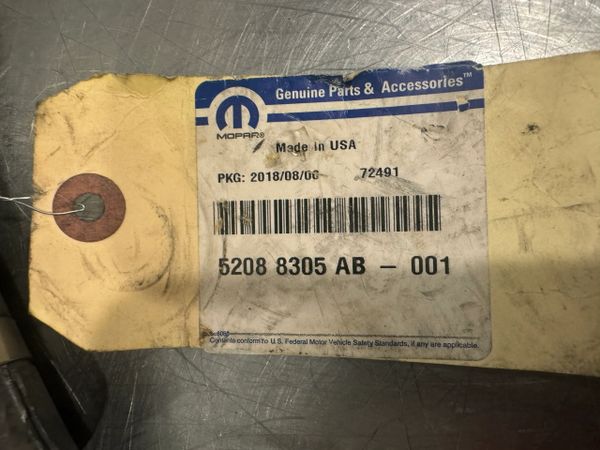 Genuine Parts & Accessories™
MOPAR®
Made in USA
PKG: 2018/08/06 72491
5208 8305 AB – 001
Contents conform to U.S. Federal Motor Vehicle Safety Standards, if any are applicable.